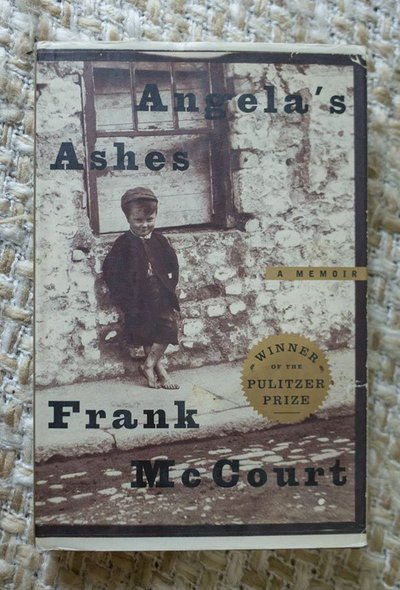 Angela's
Ashes
A MEMOIR
WINNER
OF THE
PULITZER
PRIZE
Frank
McCourt